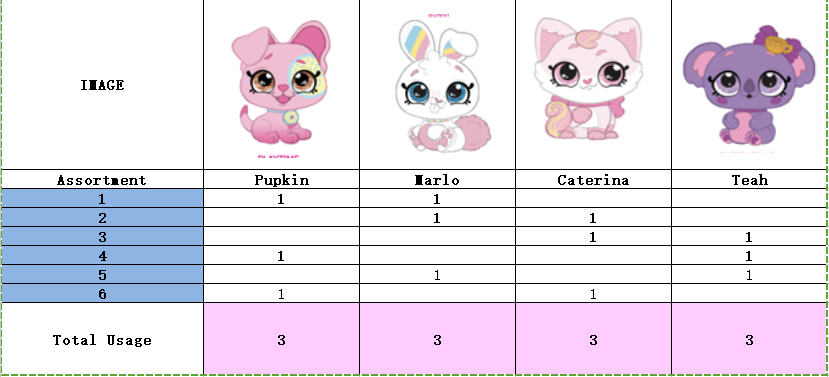 IMAGE
Assortment Pupkin Marlo Caterina Teah
1 1 1
2 1 1
3 1 1
4 1 1
5 1 1
6 1 1
Total Usage 3 3 3 3